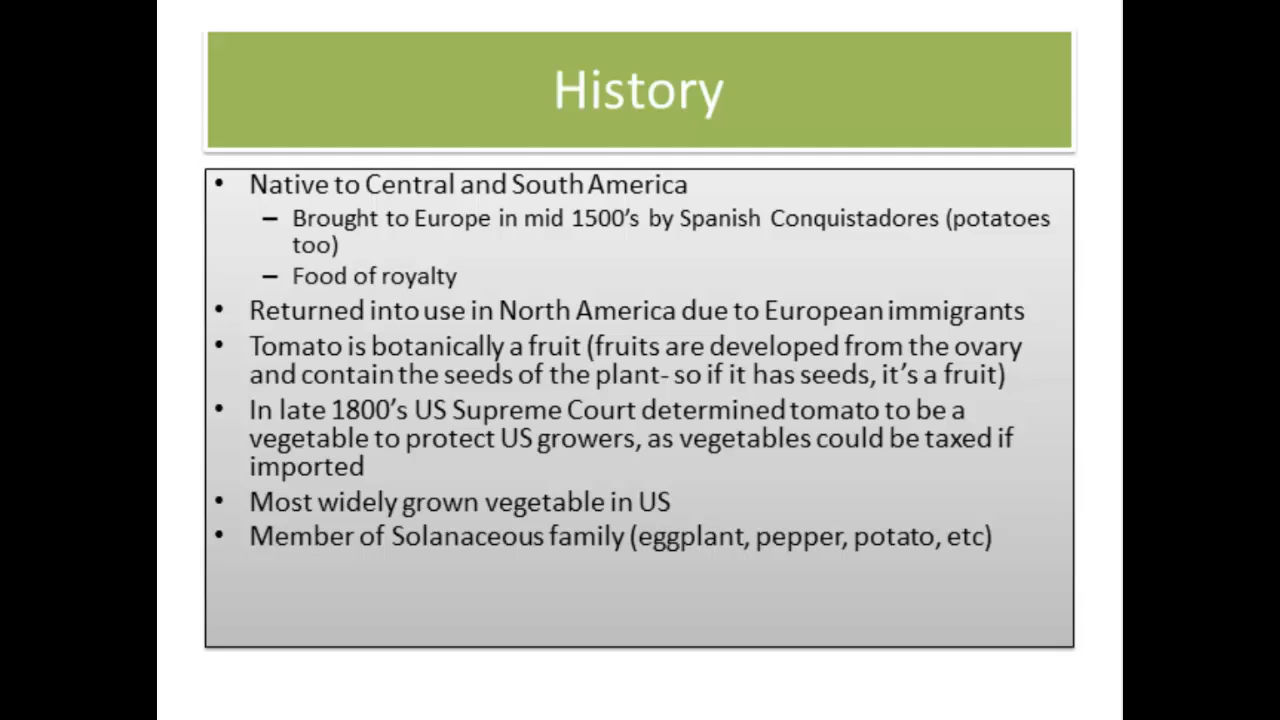 History
• Native to Central and South America
– Brought to Europe in mid 1500's by Spanish Conquistadores (potatoes
too)
– Food of royalty
• Returned into use in North America due to European immigrants
• Tomato is botanically a fruit (fruits are developed from the ovary
and contain the seeds of the plant- so if it has seeds, it's a fruit)
• In late 1800's US Supreme Court determined tomato to be a
vegetable to protect US growers, as vegetables could be taxed if
imported
• Most widely grown vegetable in US
• Member of Solanaceous family (eggplant, pepper, potato, etc)